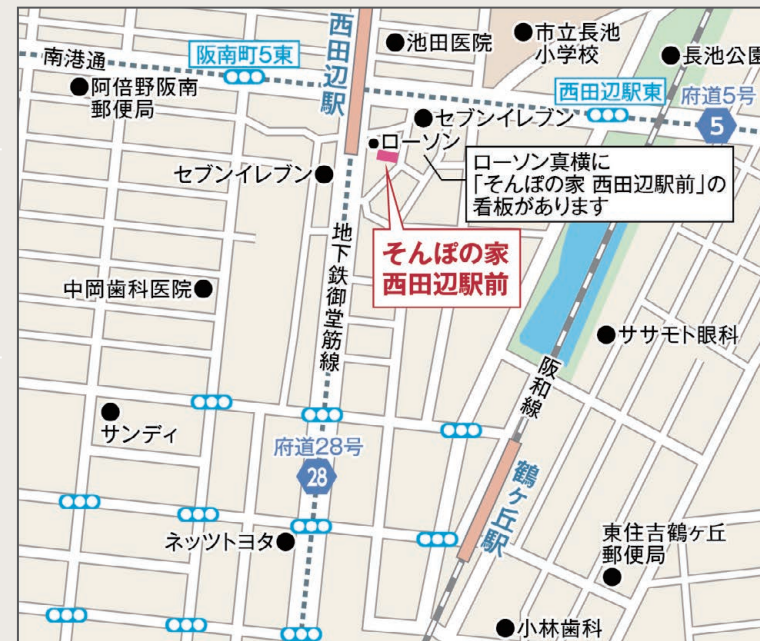 西田辺駅
池田医院
市立長池
小学校
長池公園
南港通
阪南町5東
阿倍野阪南
郵便局
西田辺駅東
府道5号
5
セブンイレブン
ローソン
セブンイレブン
ローソン真横に
「そんぽの家 西田辺駅前」の
看板があります
そんぽの家
西田辺駅前
地下鉄御堂筋線
中岡歯科医院
ササモト眼科
阪和線
サンディ
府道28号
28
鶴ヶ丘駅
ネッツトヨタ
東住吉鶴ヶ丘
郵便局
小林歯科